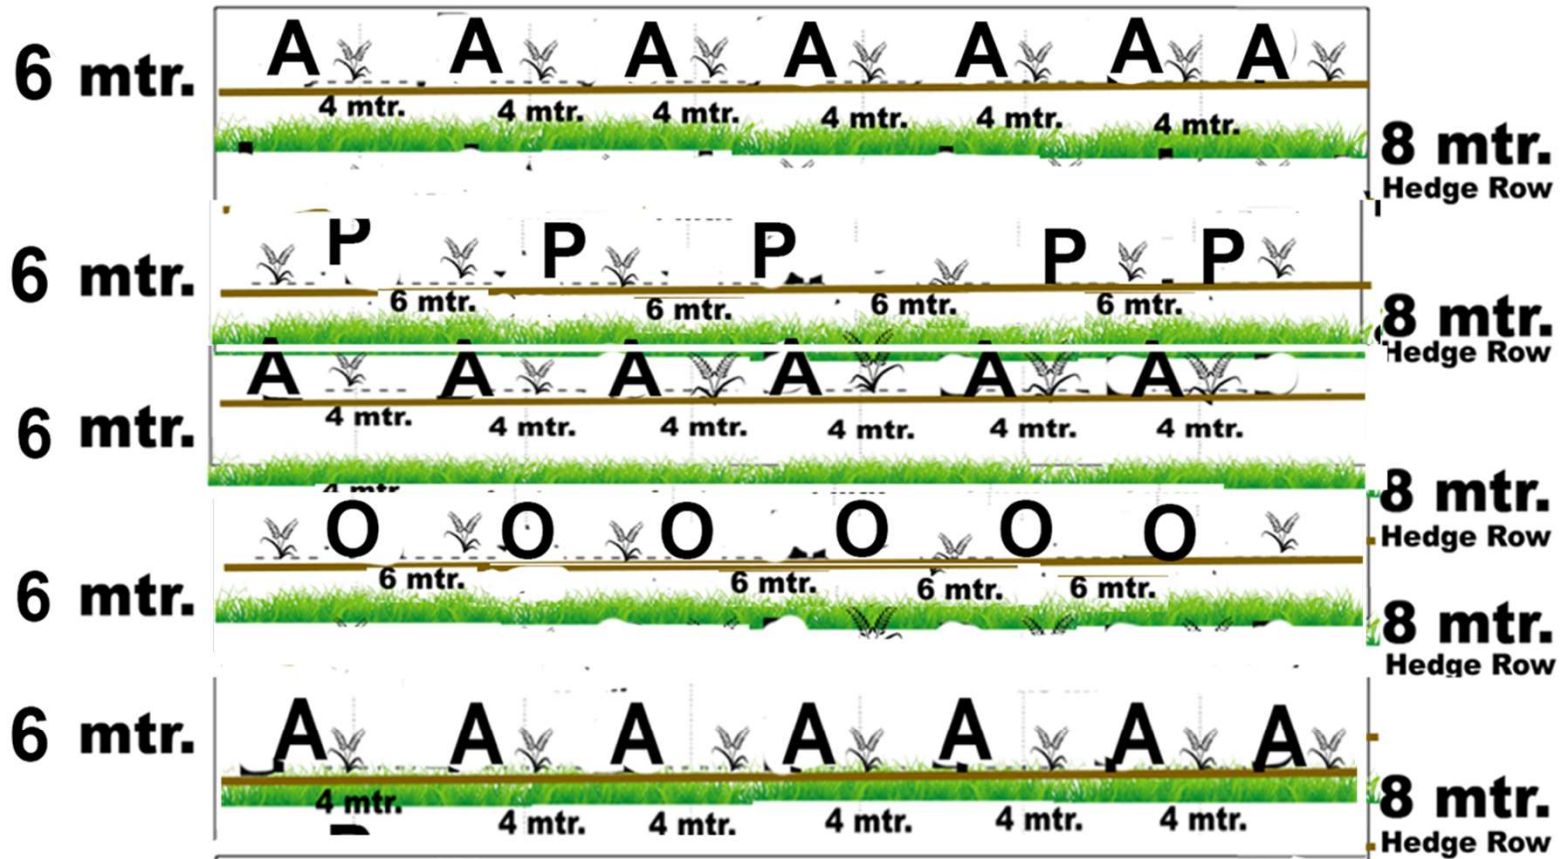 A A A A A A A
6 mtr.
4 mtr. 4 mtr. 4 mtr. 4 mtr. 4 mtr. 4 mtr.
8 mtr.
Hedge Row
P P P P P
6 mtr.
6 mtr. 6 mtr. 6 mtr. 6 mtr.
8 mtr.
Hedge Row
A A A A A A
6 mtr.
4 mtr. 4 mtr. 4 mtr. 4 mtr. 4 mtr. 4 mtr.
8 mtr.
Hedge Row
O O O O O O
6 mtr.
6 mtr. 6 mtr. 6 mtr. 6 mtr.
8 mtr.
Hedge Row
A A A A A A A
6 mtr.
4 mtr. 4 mtr. 4 mtr. 4 mtr. 4 mtr. 4 mtr.
8 mtr.
Hedge Row